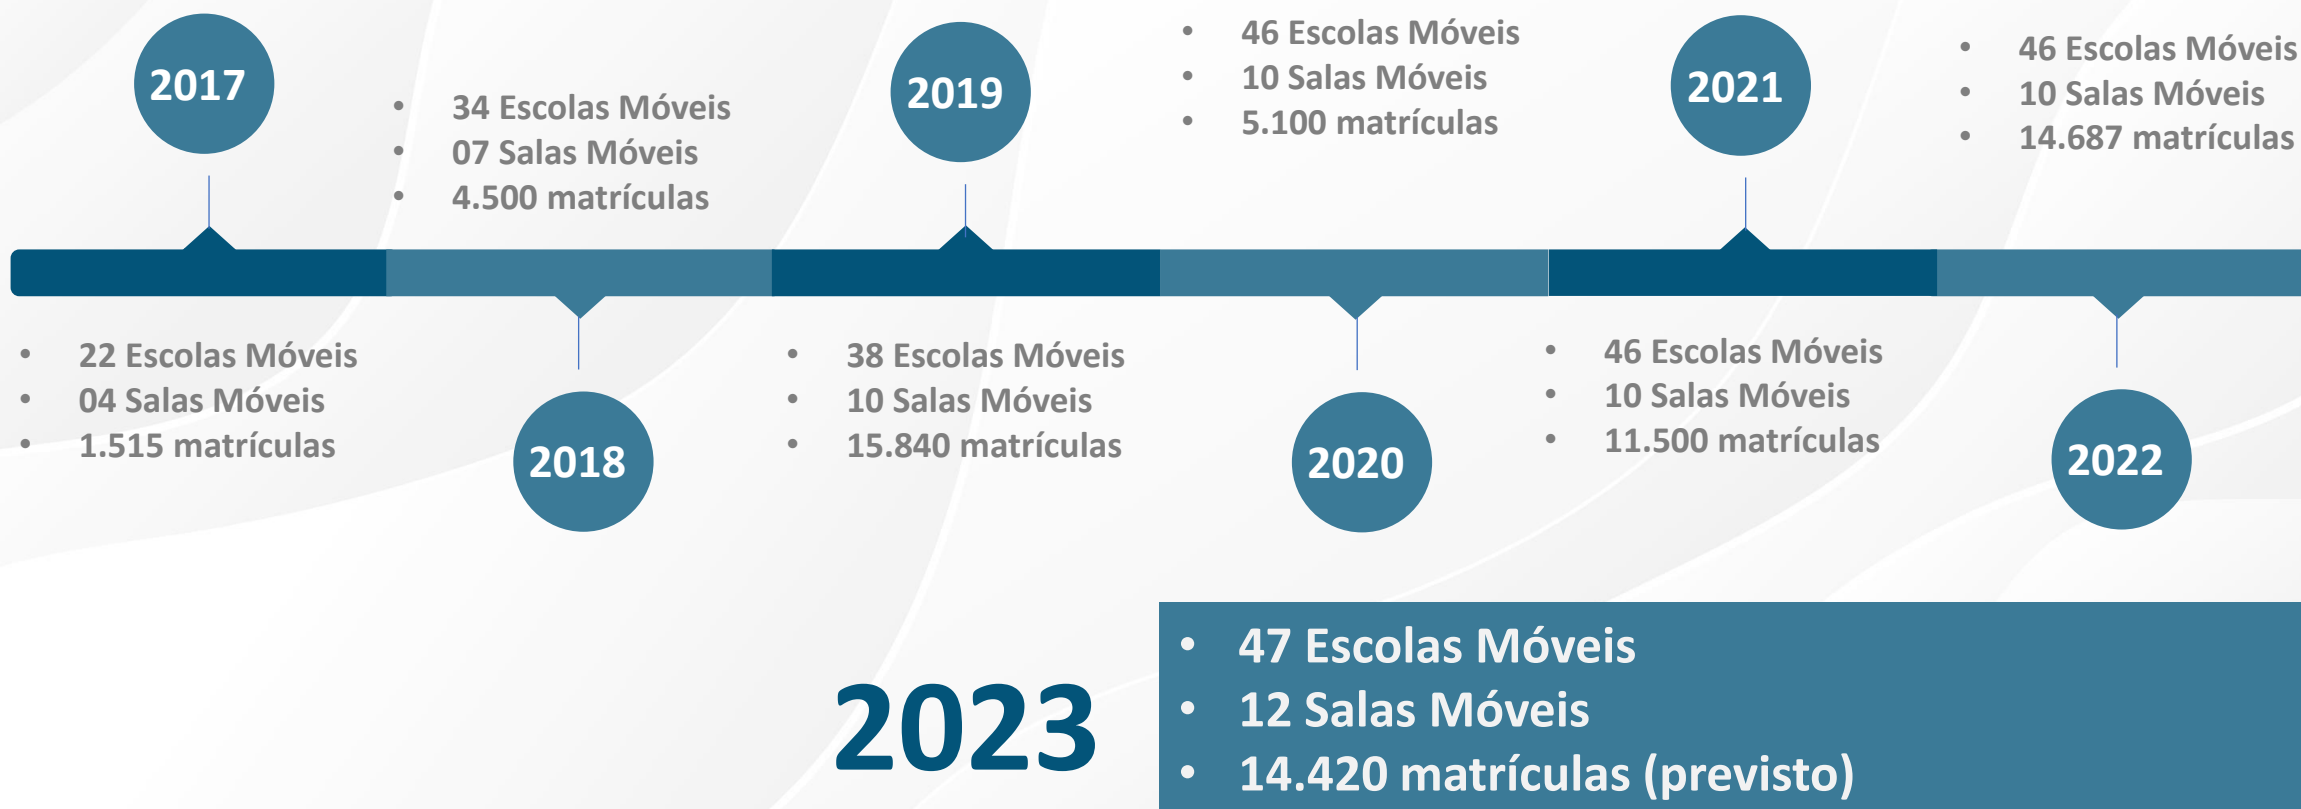 2017
22 Escolas Móveis
04 Salas Móveis
1.515 matrículas
34 Escolas Móveis
07 Salas Móveis
4.500 matrículas
2018
2019
38 Escolas Móveis
10 Salas Móveis
15.840 matrículas
46 Escolas Móveis
10 Salas Móveis
5.100 matrículas
2020
2021
46 Escolas Móveis
10 Salas Móveis
11.500 matrículas
46 Escolas Móveis
10 Salas Móveis
14.687 matrículas
2022
2023
47 Escolas Móveis
12 Salas Móveis
14.420 matrículas (previsto)